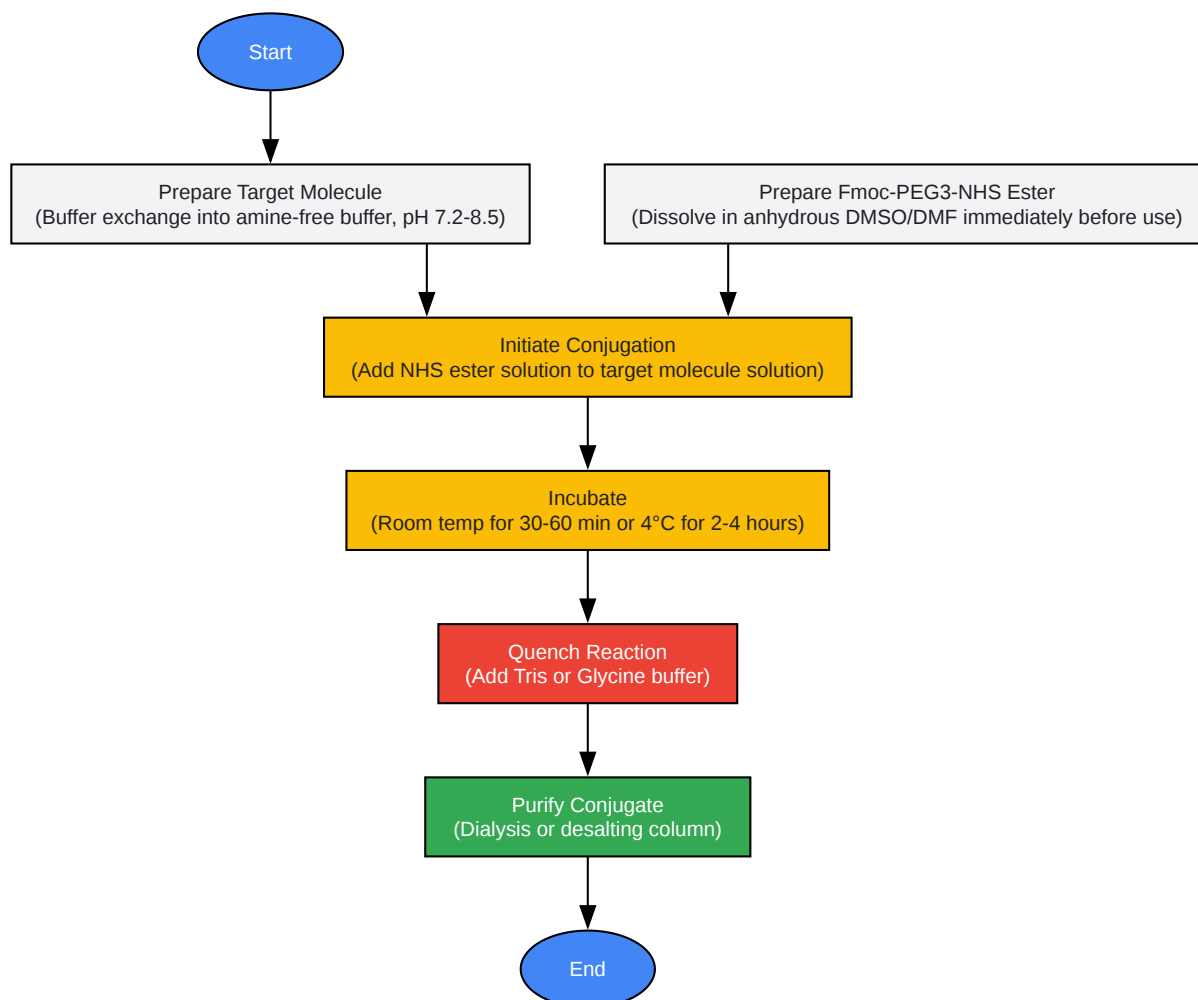 Start
Prepare Target Molecule
(Buffer exchange into amine-free buffer, pH 7.2-8.5)
Prepare Fmoc-PEG3-NHS Ester
(Dissolve in anhydrous DMSO/DMF immediately before use)
Initiate Conjugation
(Add NHS ester solution to target molecule solution)
Incubate
(Room temp for 30-60 min or 4°C for 2-4 hours)
Quench Reaction
(Add Tris or Glycine buffer)
Purify Conjugate
(Dialysis or desalting column)
End